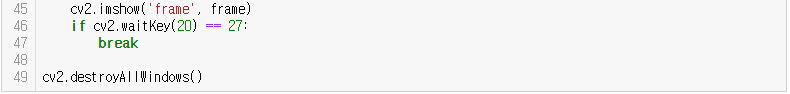 45     cv2.imshow('frame', frame)
46     if cv2.waitKey(20) == 27:
47         break
48
49 cv2.destroyAllWindows()